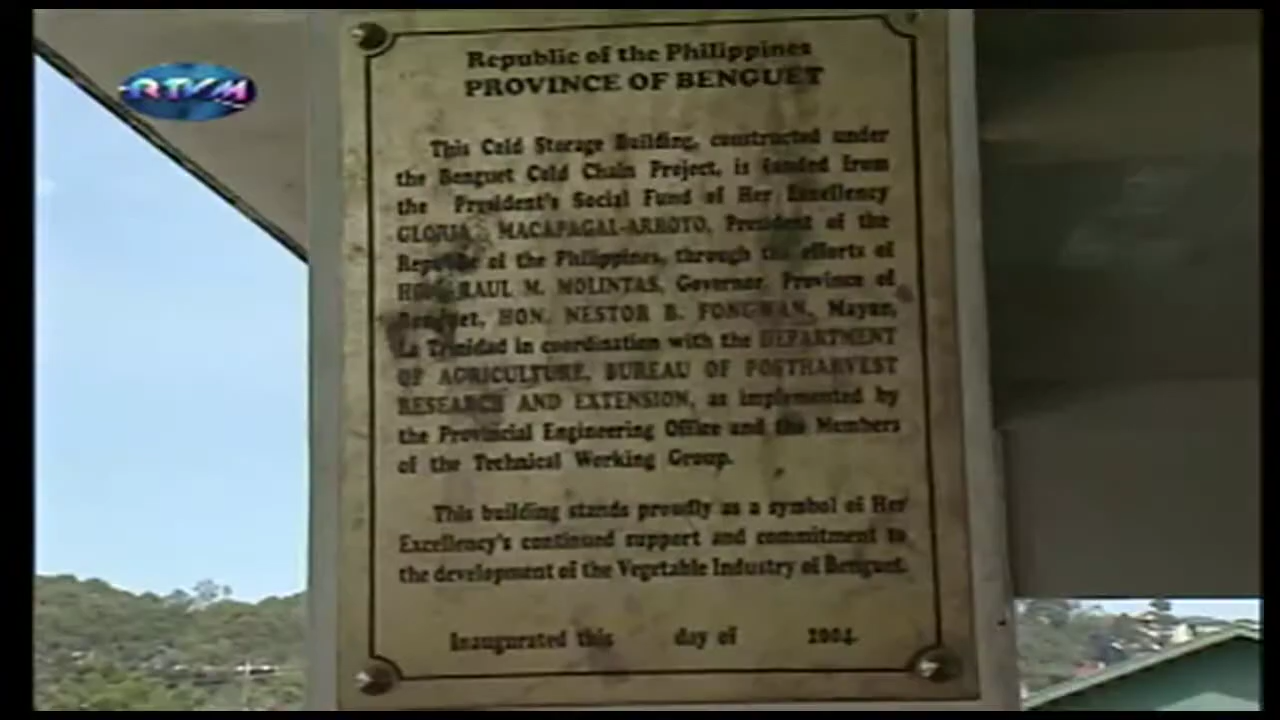 RTVM
Republic of the Philippines
PROVINCE OF BENGUET
This Cold Storage Building, constructed under
the Benguet Cold Chain Project, is funded from
the President's Social Fund of Her Excellency
GLORIA MACAPAGAL-ARROYO, President of the
Republic of the Philippines, through the efforts of
HON. RAUL M. MOLINTAS, Governor, Province of
Benguet, HON. NESTOR B. FONGWAN, Mayor,
La Trinidad in coordination with the DEPARTMENT
OF AGRICULTURE, BUREAU OF POSTHARVEST
RESEARCH AND EXTENSION, as implemented by
the Provincial Engineering Office and the Members
of the Technical Working Group.
This building stands proudly as a symbol of Her
Excellency's continued support and commitment to
the development of the Vegetable Industry of Benguet.
Inaugurated this day of 2004.